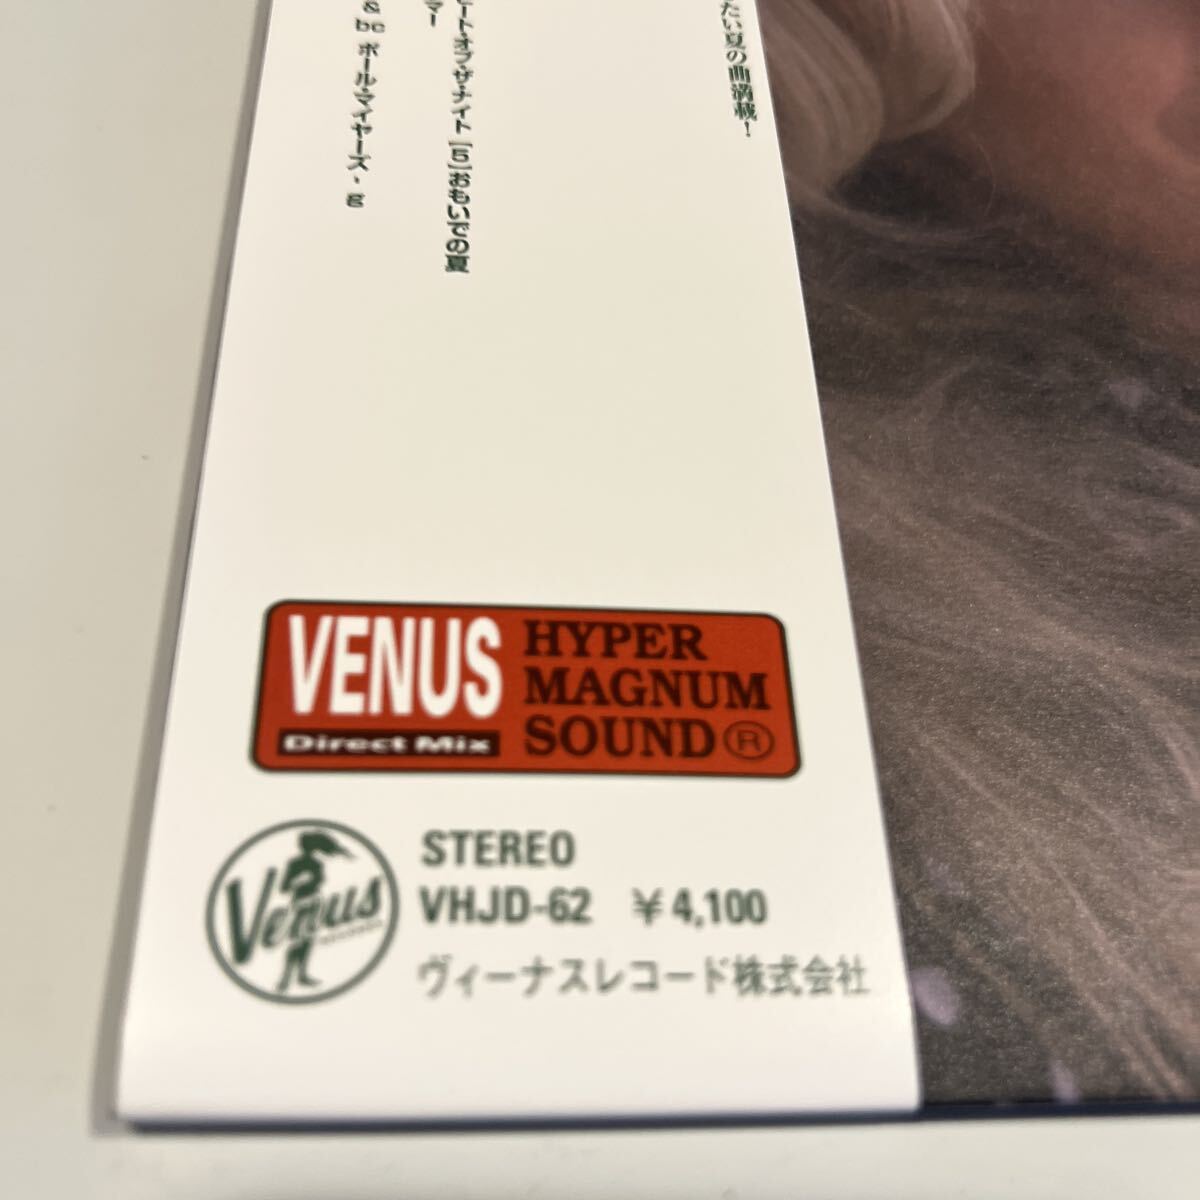 たい夏の曲満載！
ート・オブ・ザ・ナイト [5]おもいでの夏
マー
& bc ポール・マイヤーズ・g
VENUS
Direct Mix
HYPER
MAGNUM
SOUND®
Venus
STEREO
VHJD-62 ¥4,100
ヴィーナスレコード株式会社